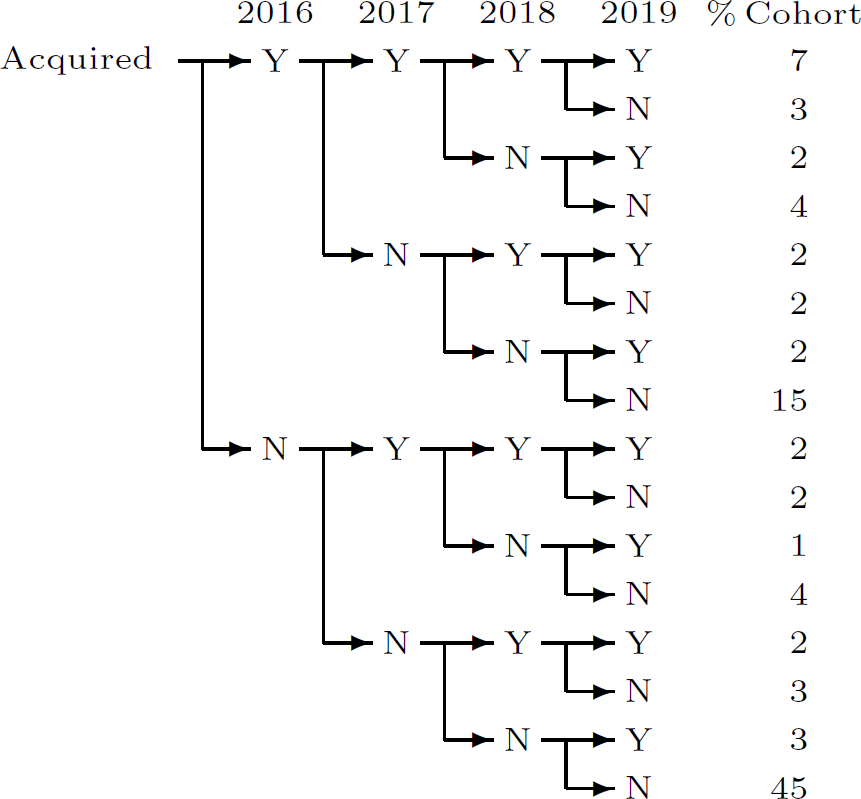 2016 2017 2018 2019 % Cohort
Acquired Y Y Y Y 7
N 3
N Y 2
N 4
N Y Y 2
N 2
N Y 2
N 15
N Y Y Y 2
N 2
N Y 1
N 4
N Y Y 2
N 3
N Y 3
N 45